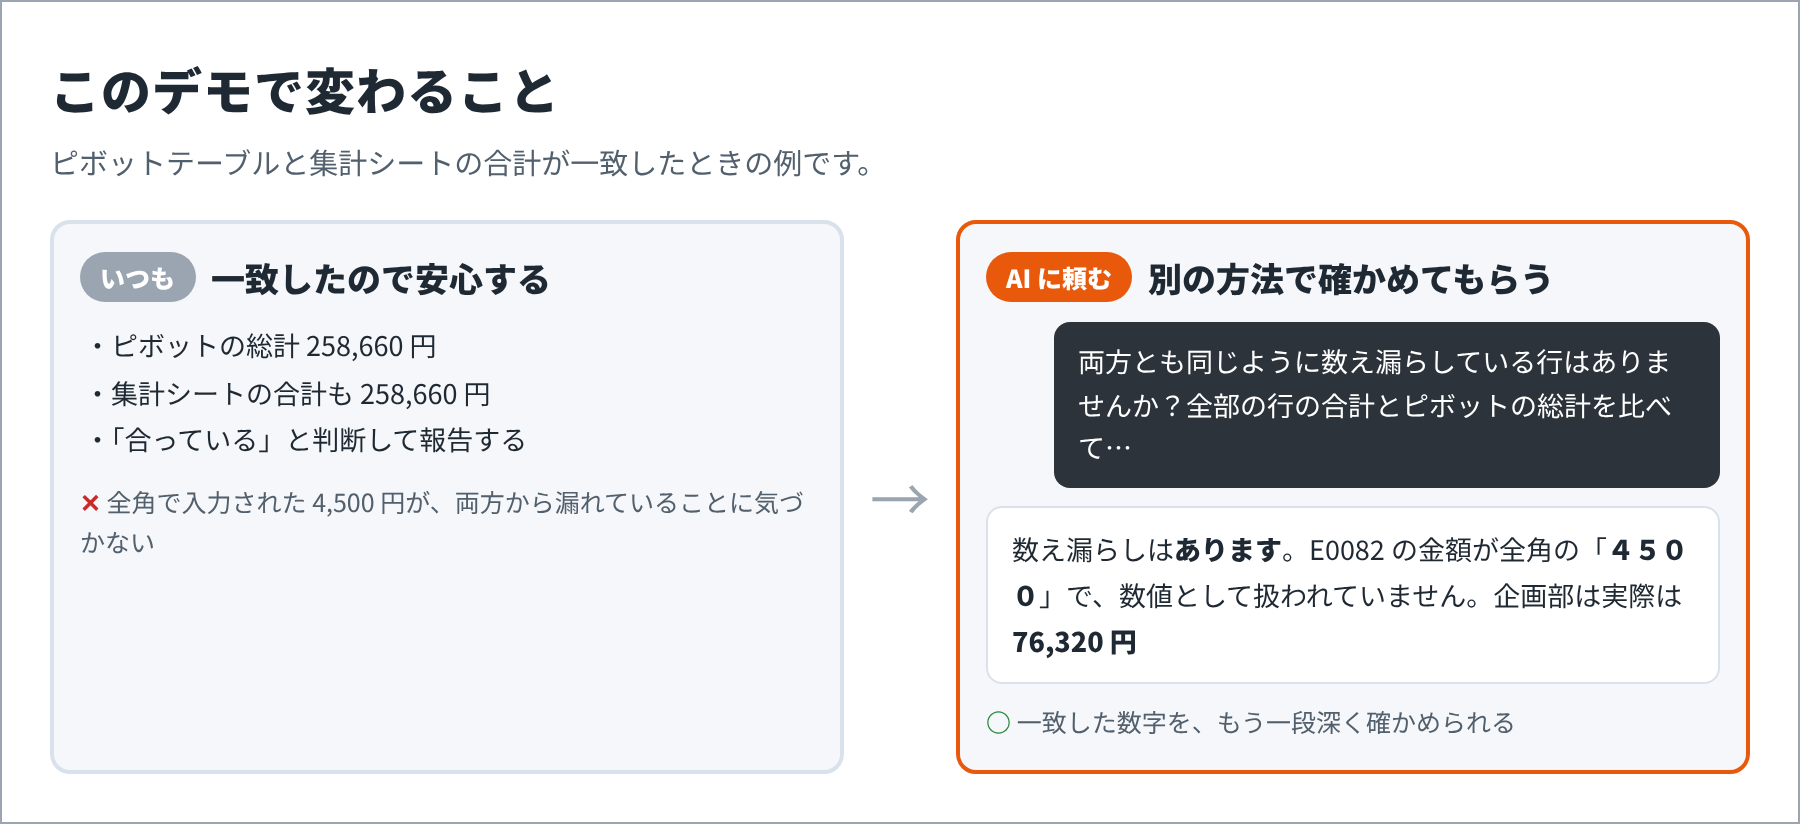 このデモで変わること
ピボットテーブルと集計シートの合計が一致したときの例です。
いつも 一致したので安心する
・ピボットの総計 258,660 円
・集計シートの合計も 258,660 円
・「合っている」と判断して報告する
✕ 全角で入力された 4,500 円が、両方から漏れていることに気づ
かない
→
AI に頼む 別の方法で確かめてもらう
両方とも同じように数え漏らしている行はありま
せんか？全部の行の合計とピボットの総計を比べ
て…
数え漏らしはあります。E0082 の金額が全角の「４５０
０」で、数値として扱われていません。企画部は実際は
76,320 円
○ 一致した数字を、もう一段深く確かめられる